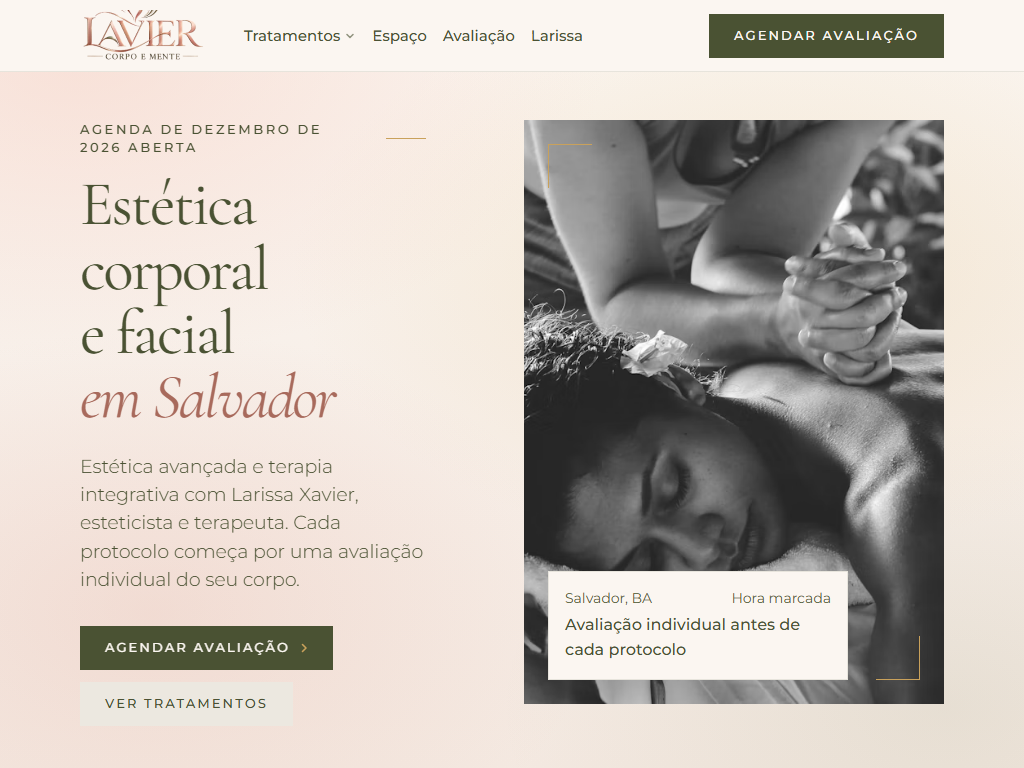 LAVIER
CORPO E MENTE
Tratamentos
Espaço
Avaliação
Larissa
AGENDAR AVALIAÇÃO
AGENDA DE DEZEMBRO DE
2026 ABERTA
Estética
corporal
e facial
em Salvador
Estética avançada e terapia
integrativa com Larissa Xavier,
esteticista e terapeuta. Cada
protocolo começa por uma avaliação
individual do seu corpo.
AGENDAR AVALIAÇÃO
VER TRATAMENTOS
Salvador, BA
Hora marcada
Avaliação individual antes de
cada protocolo